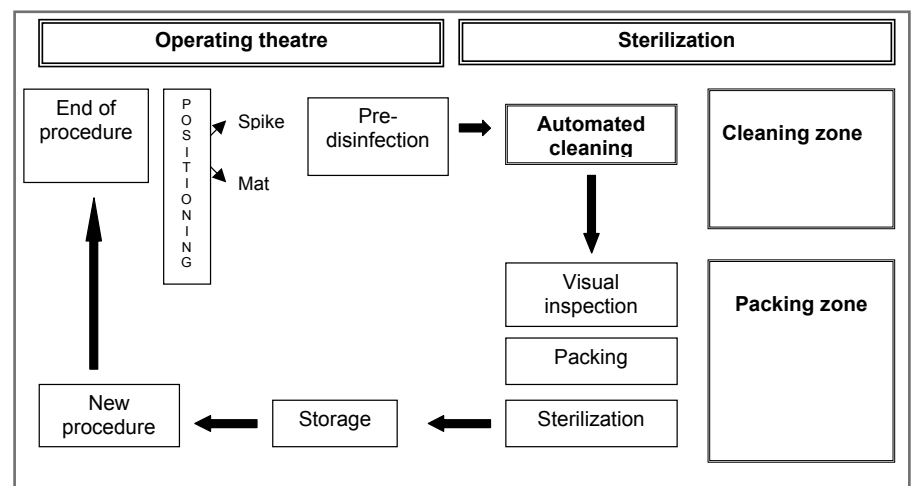 Operating theatre
Sterilization
End of
procedure
POSITIONING
Spike
Mat
Pre-
disinfection
Automated
cleaning
Cleaning zone
Visual
inspection
Packing zone
Packing
New
procedure
Storage
Sterilization